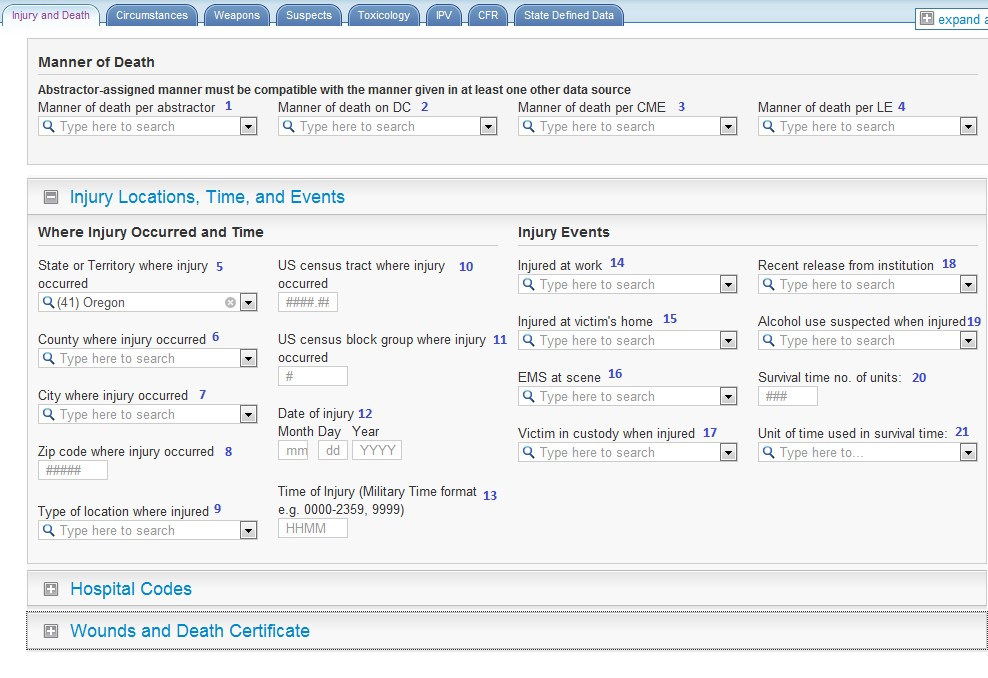 Injury and Death Circumstances Weapons Suspects Toxicology IPV CFR State Defined Data
expand a
Manner of Death
Abstractor-assigned manner must be compatible with the manner given in at least one other data source
Manner of death per abstractor 1 Manner of death on DC 2 Manner of death per CME 3 Manner of death per LE 4
Type here to search Type here to search Type here to search Type here to search
Injury Locations, Time, and Events
Where Injury Occurred and Time
State or Territory where injury 5
occurred
(41) Oregon
County where injury occurred 6
Type here to search
City where injury occurred 7
Type here to search
Zip code where injury occurred 8
#####
Type of location where injured 9
Type here to search
US census tract where injury 10
occurred
####.##
US census block group where injury 11
occurred
#
Date of injury 12
Month Day Year
mm dd YYYY
Time of Injury (Military Time format 13
e.g. 0000-2359, 9999)
HHMM
Injury Events
Injured at work 14
Type here to search
Injured at victim's home 15
Type here to search
EMS at scene 16
Type here to search
Victim in custody when injured 17
Type here to search
Recent release from institution 18
Type here to search
Alcohol use suspected when injured 19
Type here to search
Survival time no. of units: 20
###
Unit of time used in survival time: 21
Type here to...
Hospital Codes
Wounds and Death Certificate